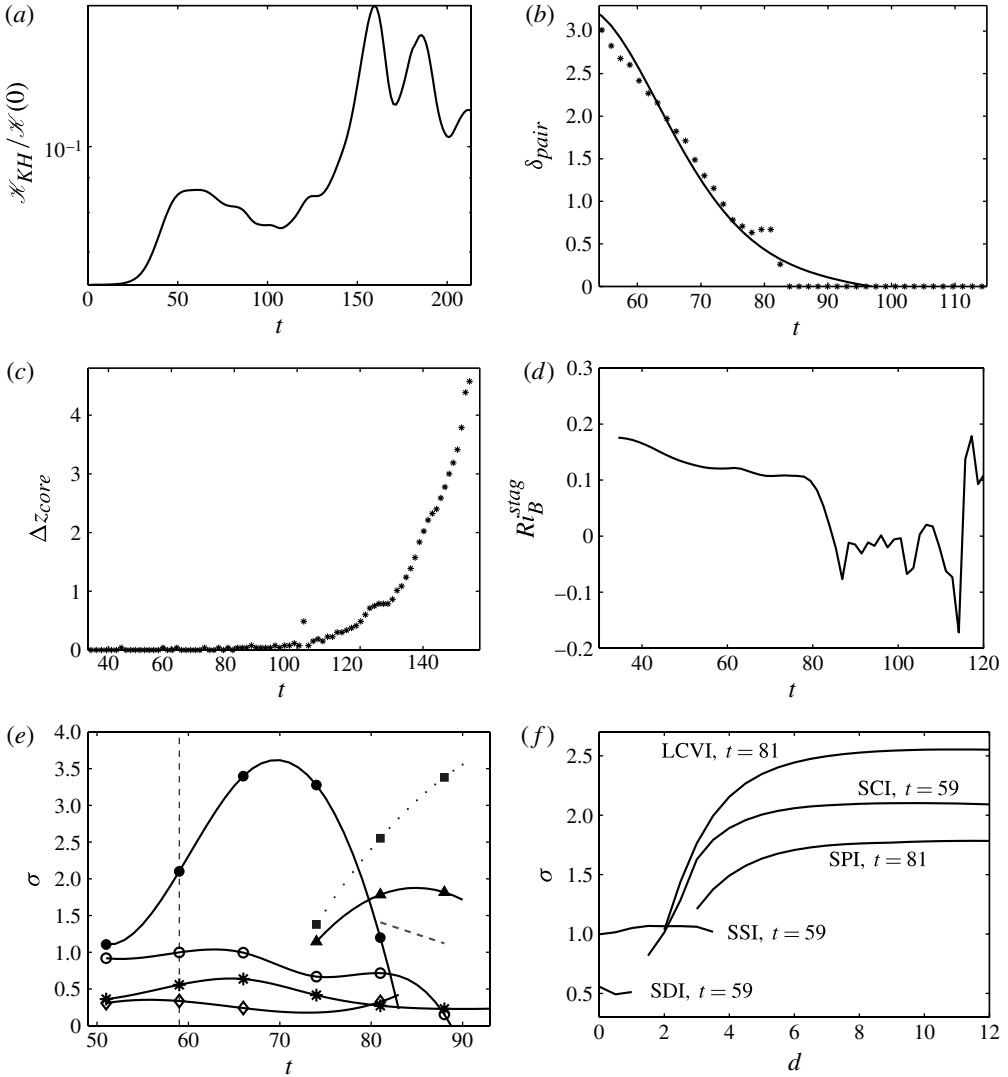 (a)
𝒦KH/𝒦(0)
10⁻¹
0 50 100 150 200
t
(b)
δpair
3.0
2.5
2.0
1.5
1.0
0.5
0
60 70 80 90 100 110
t
(c)
Δzcore
4
3
2
1
0
40 60 80 100 120 140
t
(d)
Ri_B^stag
0.3
0.2
0.1
0
−0.1
−0.2
40 60 80 100 120
t
(e)
σ
4.0
3.5
3.0
2.5
2.0
1.5
1.0
0.5
0
50 60 70 80 90
t
(f)
σ
2.5
2.0
1.5
1.0
0.5
LCVI, t = 81
SCI, t = 59
SPI, t = 81
SSI, t = 59
SDI, t = 59
0 2 4 6 8 10 12
d